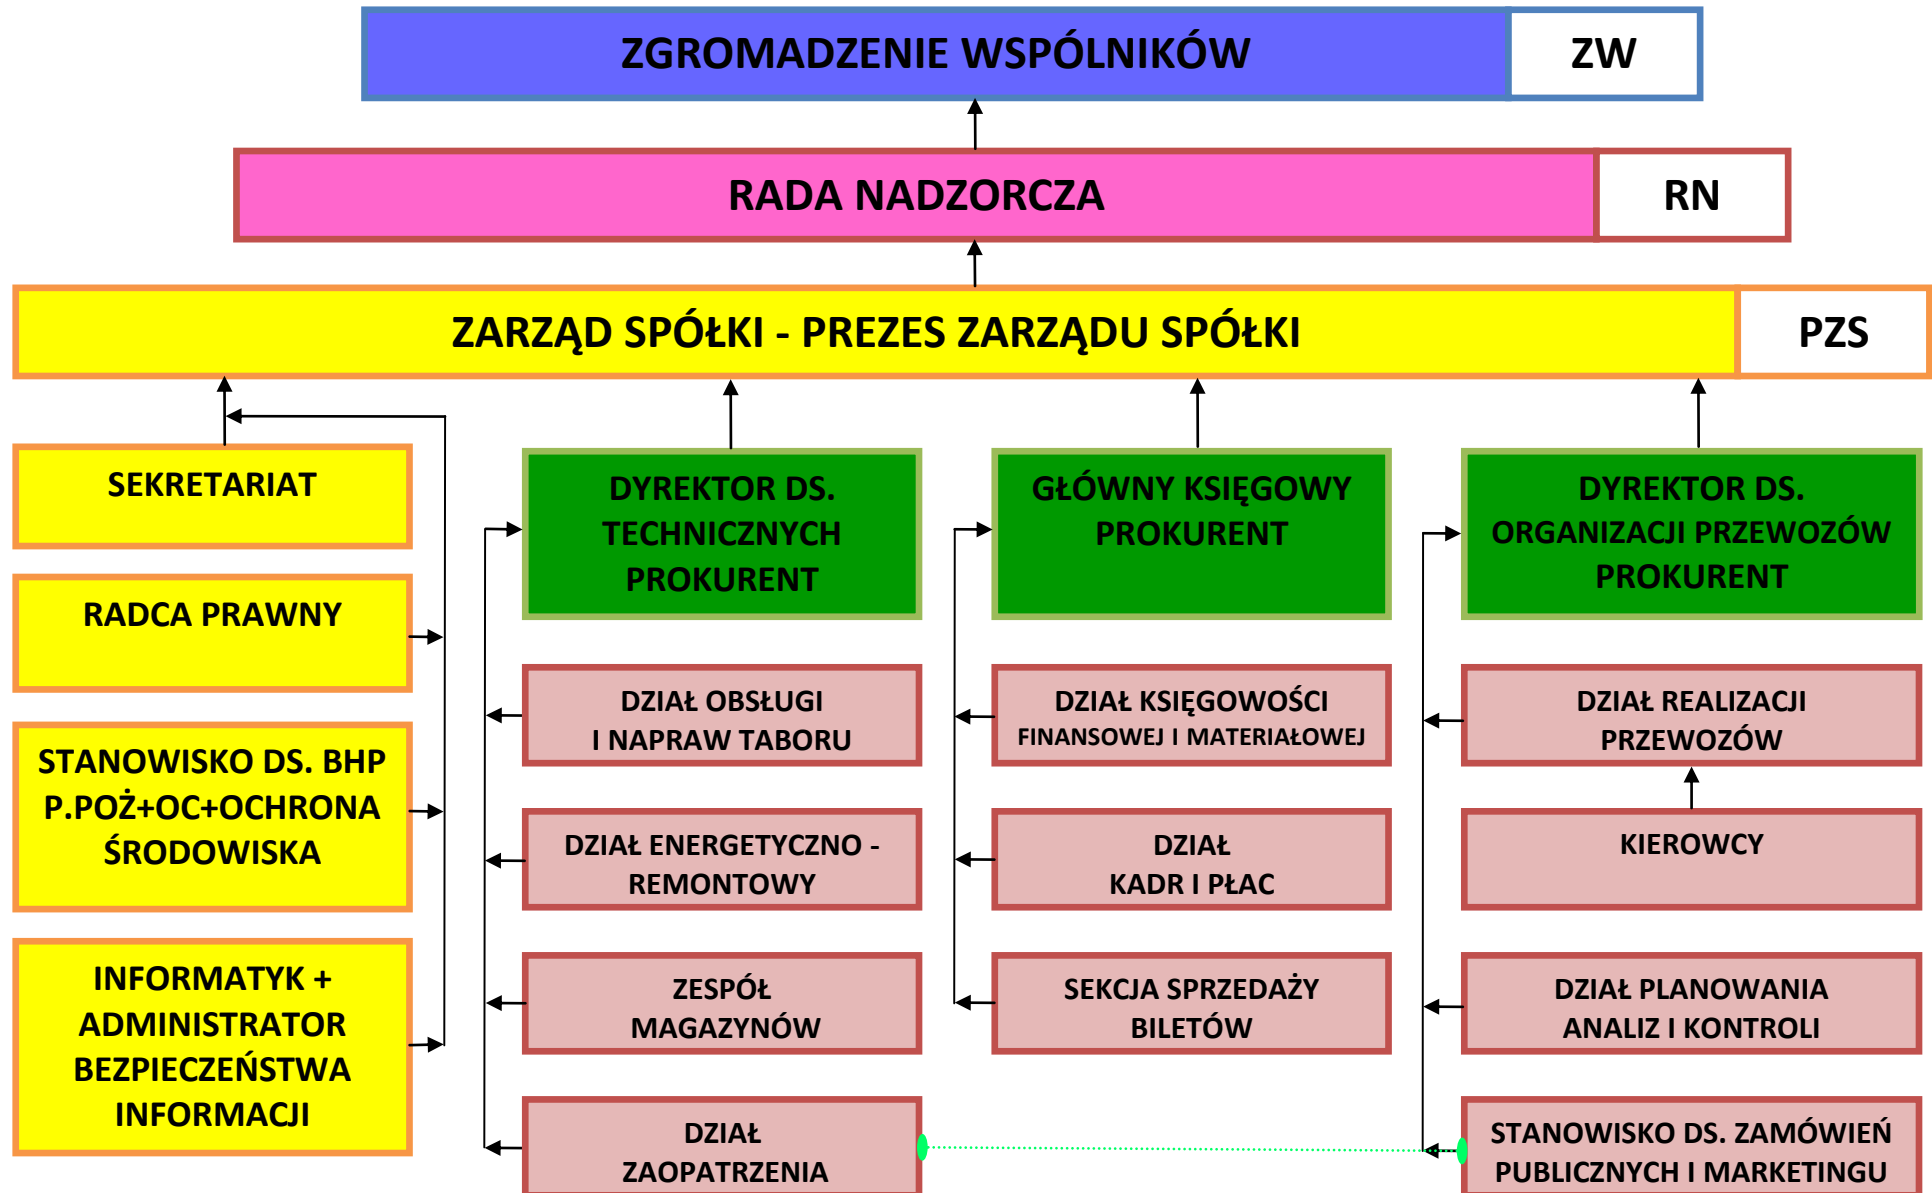 ZGROMADZENIE WSPÓLNIKÓW
ZW
RADA NADZORCZA
RN
ZARZĄD SPÓŁKI - PREZES ZARZĄDU SPÓŁKI
PZS
SEKRETARIAT
RADCA PRAWNY
STANOWISKO DS. BHP
P.POŻ+OC+OCHRONA
ŚRODOWISKA
INFORMATYK +
ADMINISTRATOR
BEZPIECZEŃSTWA
INFORMACJI
DYREKTOR DS.
TECHNICZNYCH
PROKURENT
DZIAŁ OBSŁUGI
I NAPRAW TABORU
DZIAŁ ENERGETYCZNO -
REMONTOWY
ZESPÓŁ
MAGAZYNÓW
DZIAŁ
ZAOPATRZENIA
GŁÓWNY KSIĘGOWY
PROKURENT
DZIAŁ KSIĘGOWOŚCI
FINANSOWEJ I MATERIAŁOWEJ
DZIAŁ
KADR I PŁAC
SEKCJA SPRZEDAŻY
BILETÓW
DYREKTOR DS.
ORGANIZACJI PRZEWOZÓW
PROKURENT
DZIAŁ REALIZACJI
PRZEWOZÓW
KIEROWCY
DZIAŁ PLANOWANIA
ANALIZ I KONTROLI
STANOWISKO DS. ZAMÓWIEŃ
PUBLICZNYCH I MARKETINGU